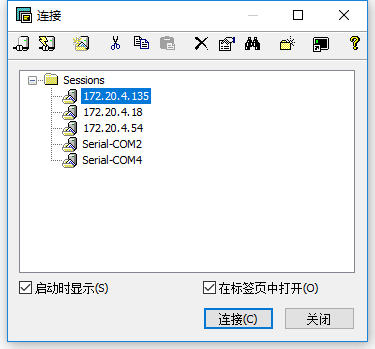 连接
Sessions
172.20.4.135
172.20.4.18
172.20.4.54
Serial-COM2
Serial-COM4
启动时显示(S)
在标签页中打开(O)
连接(C)
关闭